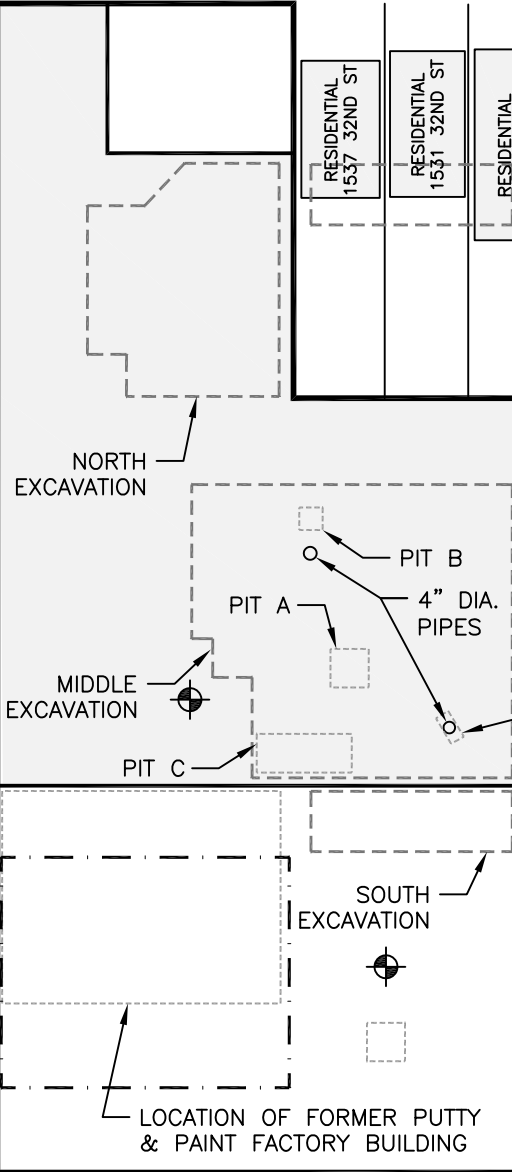 RESIDENTIAL
1537 32ND ST
RESIDENTIAL
1531 32ND ST
RESIDENTIAL
NORTH
EXCAVATION
PIT B
PIT A
4” DIA.
PIPES
MIDDLE
EXCAVATION
PIT C
SOUTH
EXCAVATION
LOCATION OF FORMER PUTTY
& PAINT FACTORY BUILDING